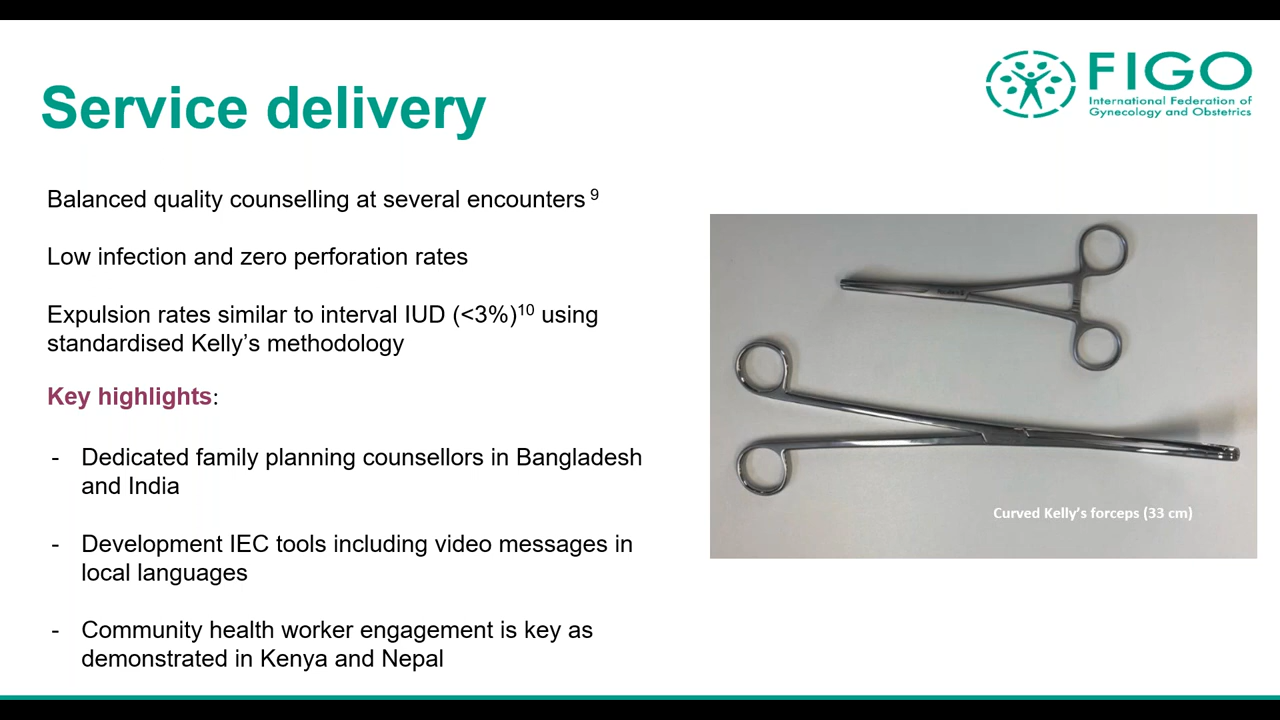 Service delivery
FIGO
International Federation of
Gynecology and Obstetrics
Balanced quality counselling at several encounters 9
Low infection and zero perforation rates
Expulsion rates similar to interval IUD (<3%)10 using
standardised Kelly's methodology
Key highlights:
- Dedicated family planning counsellors in Bangladesh
and India
- Development IEC tools including video messages in
local languages
- Community health worker engagement is key as
demonstrated in Kenya and Nepal
Curved Kelly's forceps (33 cm)